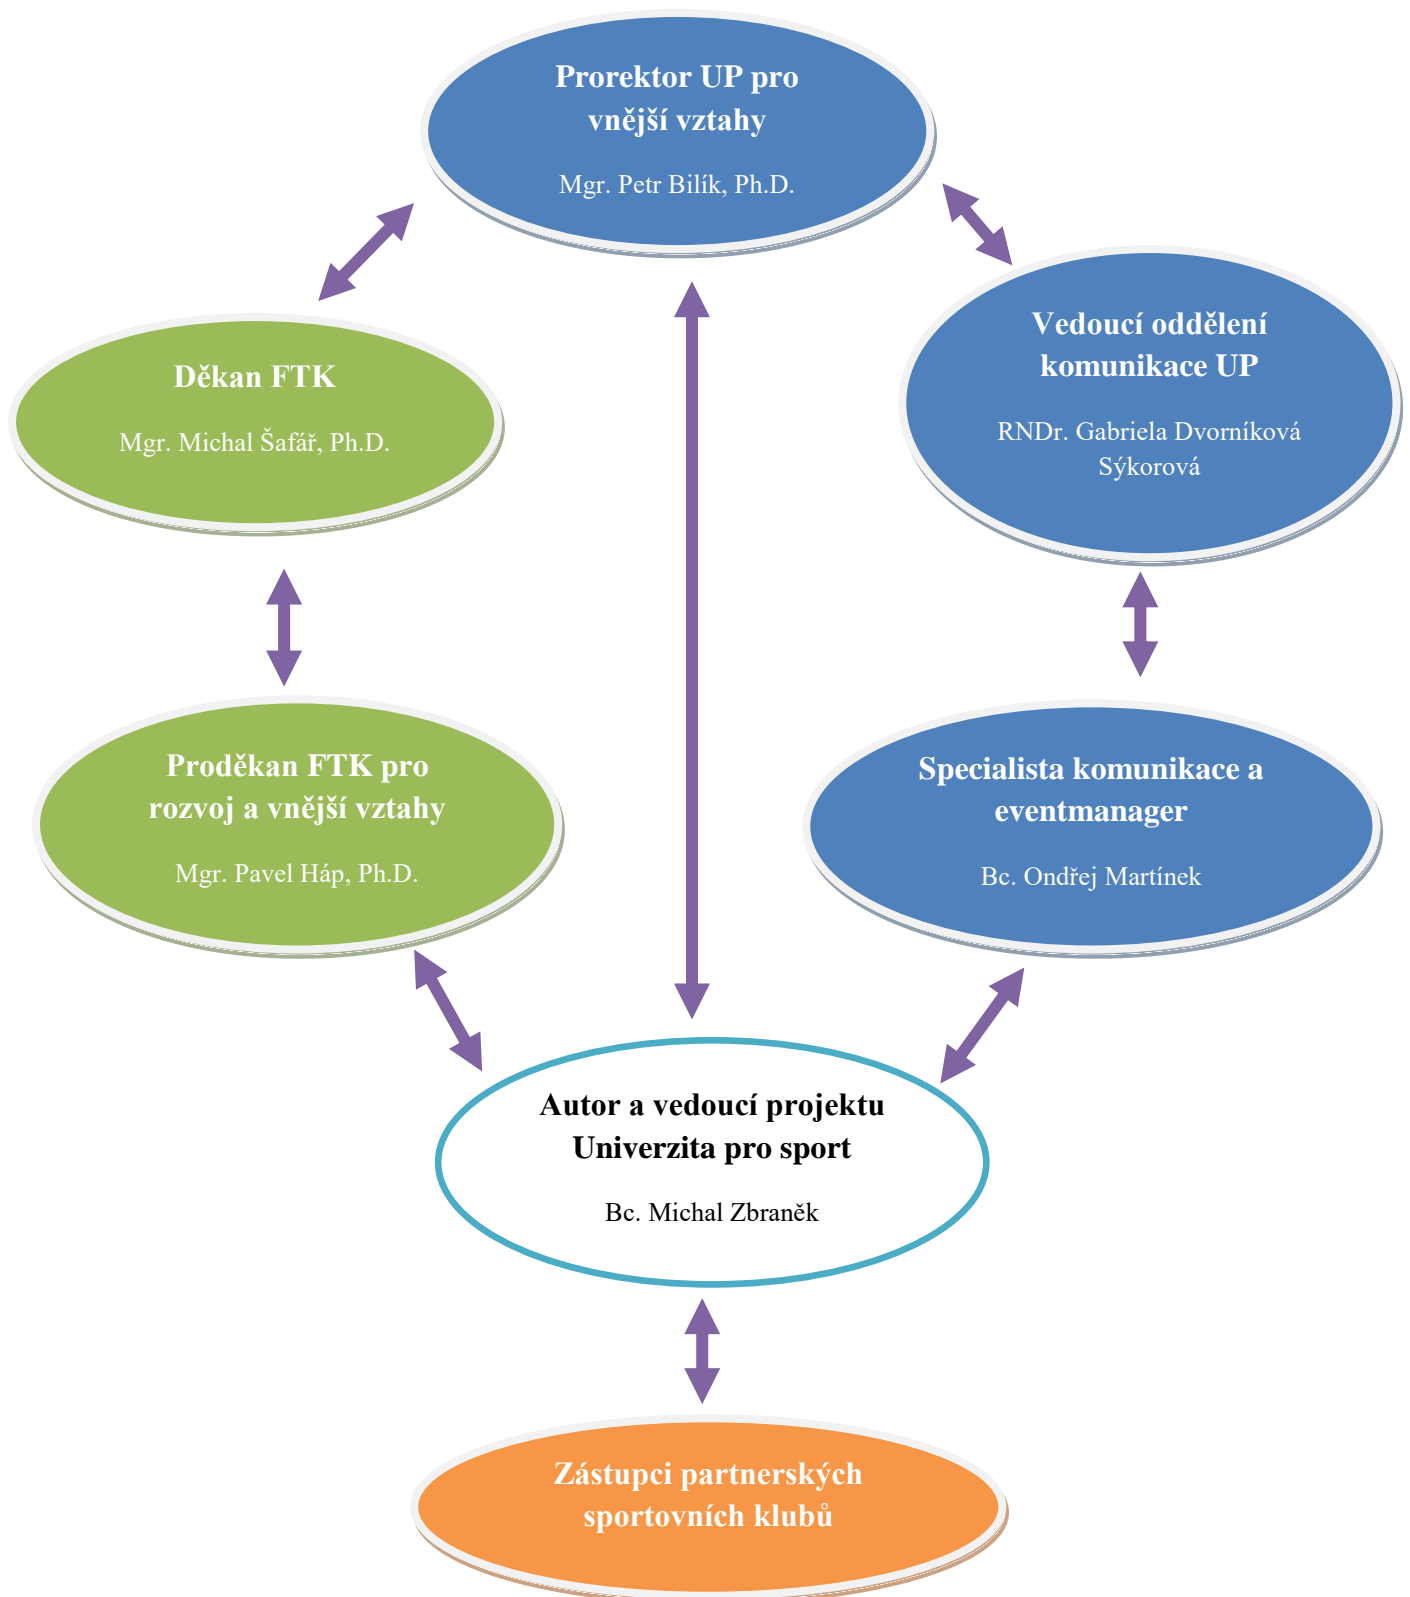 Prorektor UP pro
vnější vztahy
Mgr. Petr Bilík, Ph.D.
Vedoucí oddělení
komunikace UP
RNDr. Gabriela Dvorníková
Sýkorová
Děkan FTK
Mgr. Michal Šafář, Ph.D.
Proděkan FTK pro
rozvoj a vnější vztahy
Mgr. Pavel Háp, Ph.D.
Specialista komunikace a
eventmanager
Bc. Ondřej Martínek
Autor a vedoucí projektu
Univerzita pro sport
Bc. Michal Zbraněk
Zástupci partnerských
sportovních klubů